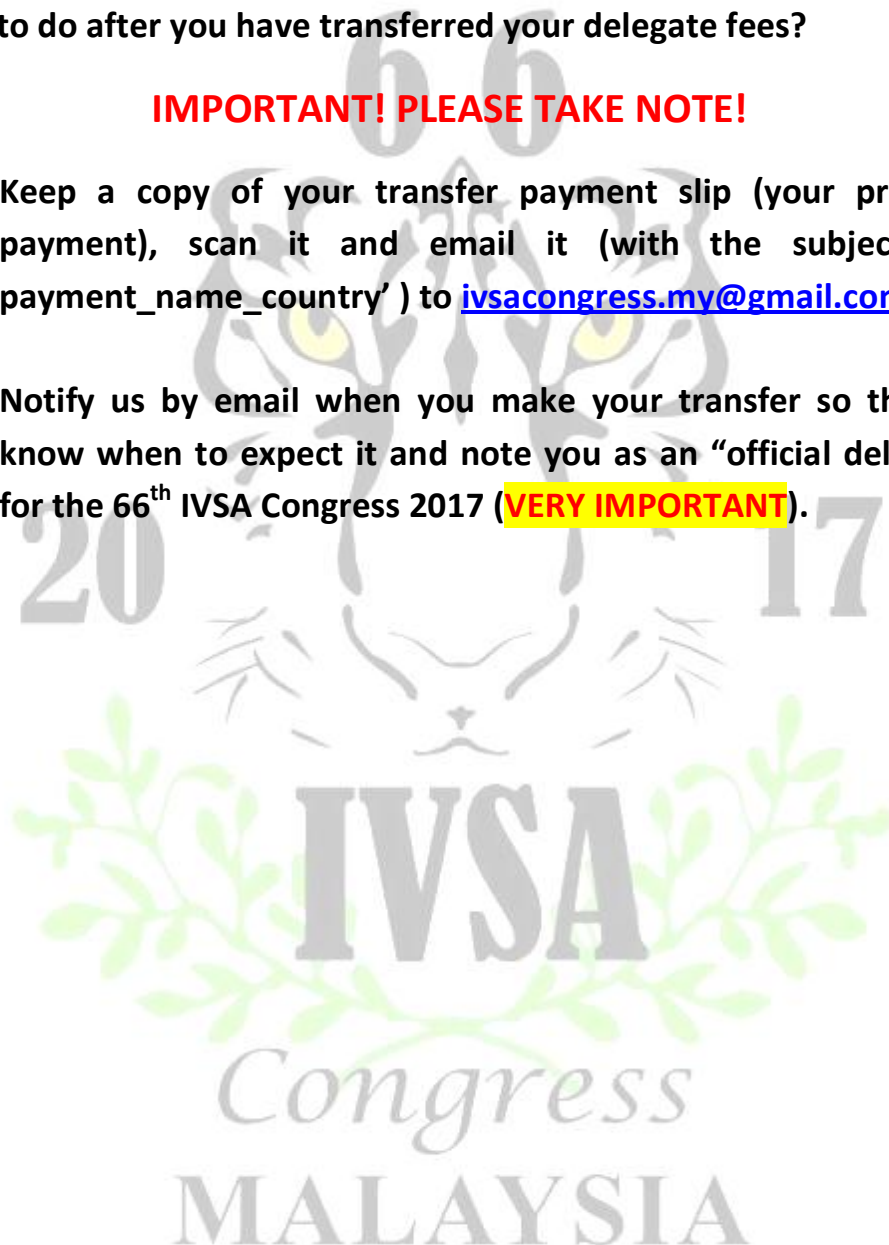 to do after you have transferred your delegate fees?
66
IMPORTANT! PLEASE TAKE NOTE!
Keep a copy of your transfer payment slip (your pr
payment), scan it and email it (with the subjec
payment_name_country’ ) to ivsacongress.my@gmail.con
Notify us by email when you make your transfer so th
know when to expect it and note you as an “official del
for the 66th IVSA Congress 2017 (VERY IMPORTANT).
20 17
IVSA
Congress
MALAYSIA